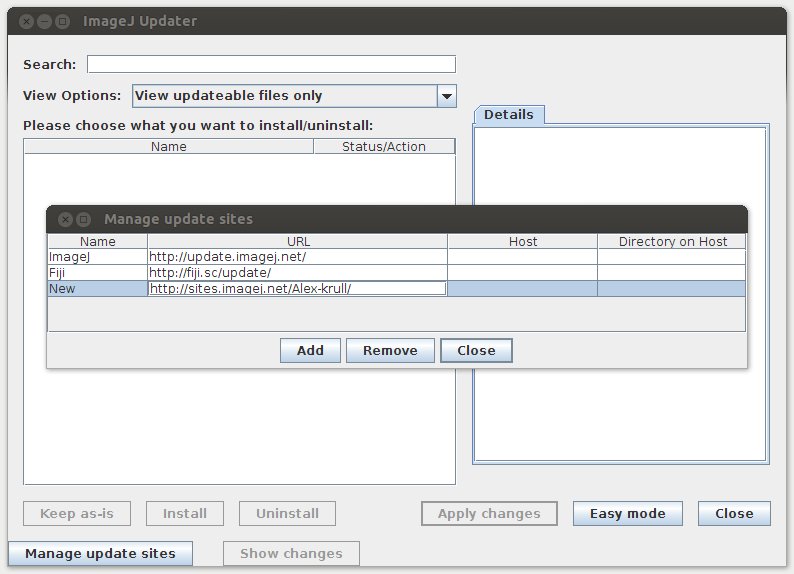 ImageJ Updater
Search:
View Options: View updateable files only
Please choose what you want to install/uninstall:
Details
Name Status/Action
Manage update sites
Name URL Host Directory on Host
ImageJ http://update.imagej.net/
Fiji http://fiji.sc/update/
New http://sites.imagej.net/Alex-krull/
Add Remove Close
Keep as-is Install Uninstall Apply changes Easy mode Close
Manage update sites Show changes